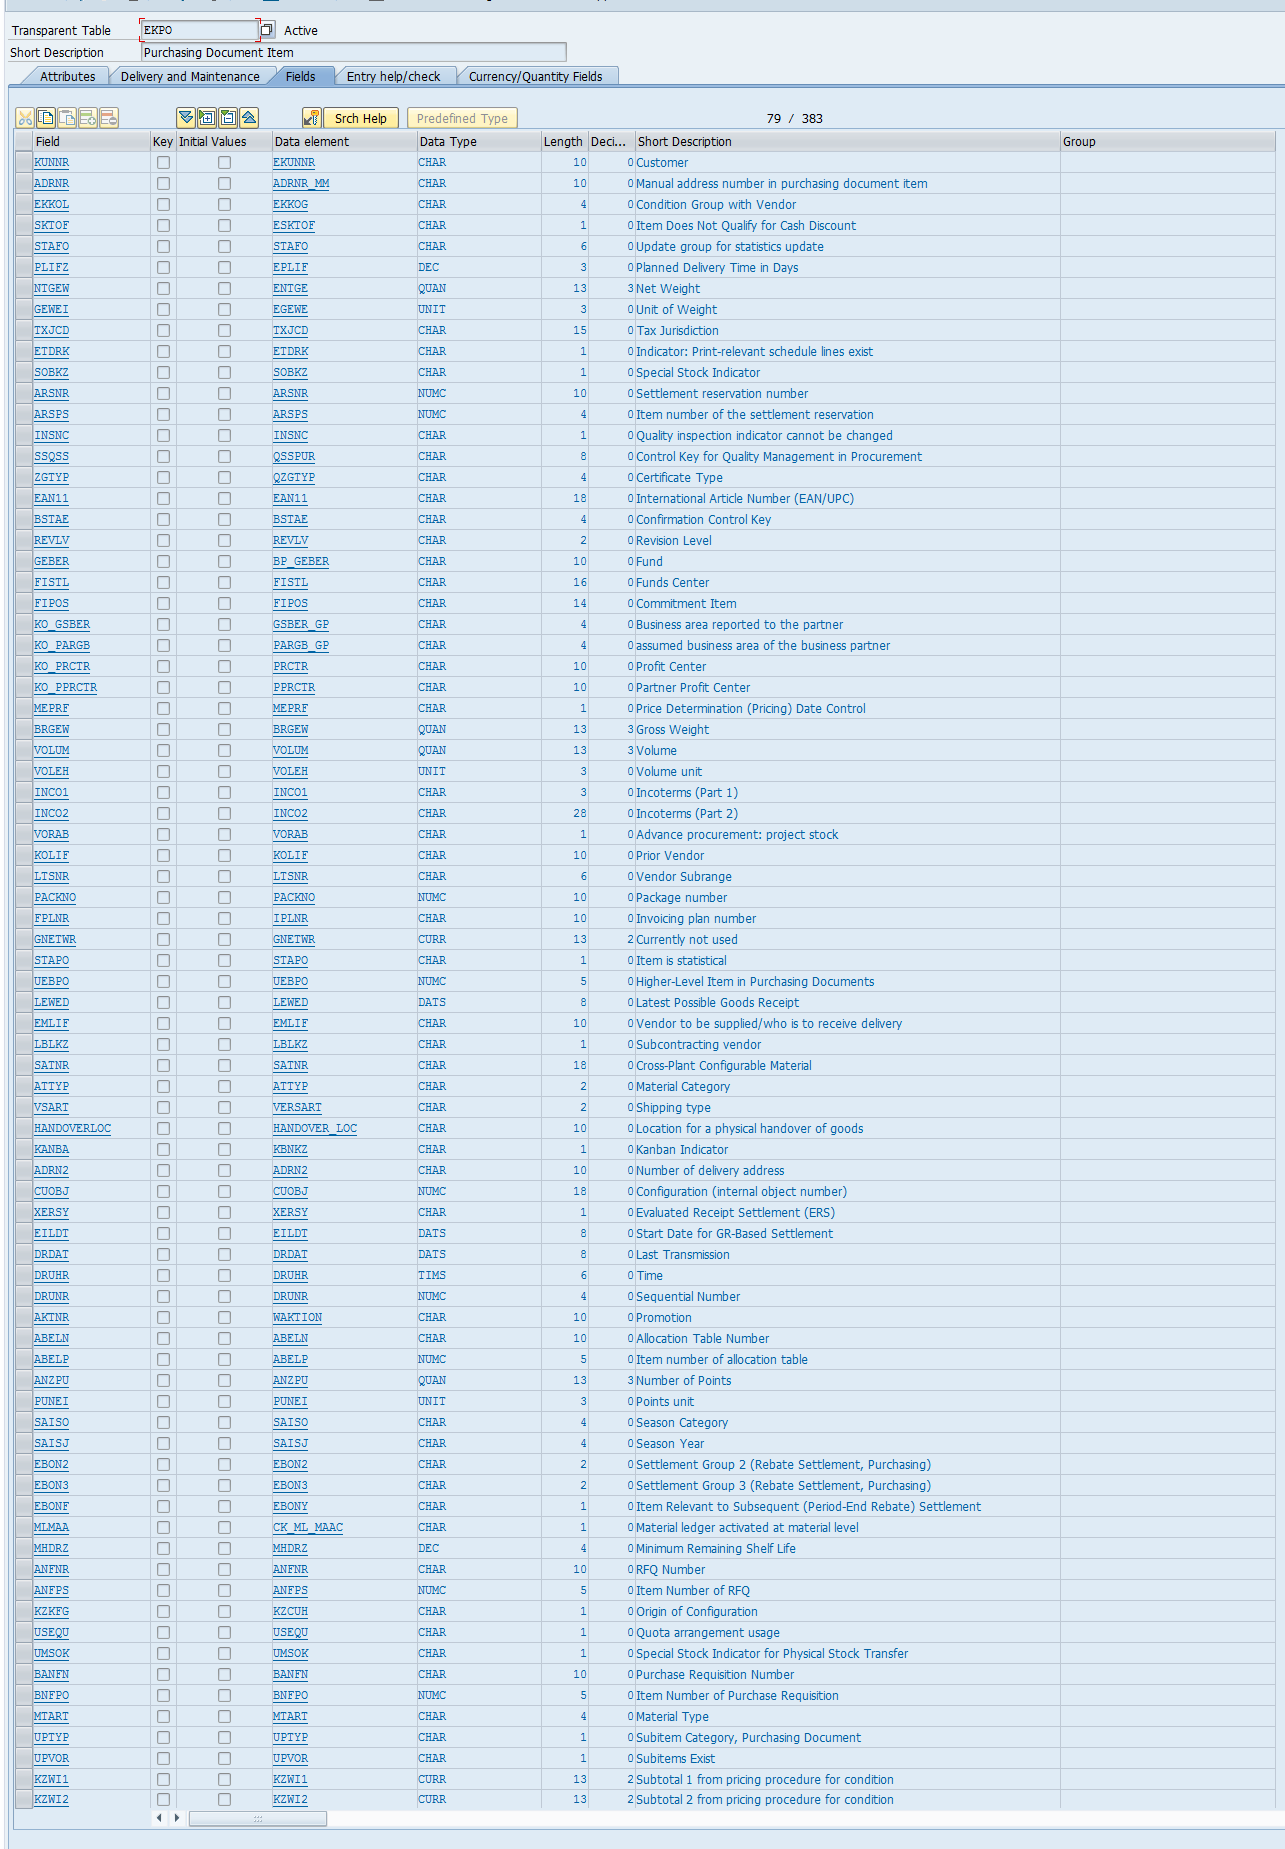 Transparent Table EKPO Active
Short Description Purchasing Document Item
Attributes Delivery and Maintenance Fields Entry help/check Currency/Quantity Fields
Srch Help Predefined Type 79 / 383
Field Key Initial Values Data element Data Type Length Deci... Short Description Group
KUNNR EKUNNR CHAR 10 0 Customer
ADRNR ADRNR_MM CHAR 10 0 Manual address number in purchasing document item
EKKOL EKKOG CHAR 4 0 Condition Group with Vendor
SKTOF ESKTOF CHAR 1 0 Item Does Not Qualify for Cash Discount
STAFO STAFO CHAR 6 0 Update group for statistics update
PLIFZ EPLIF DEC 3 0 Planned Delivery Time in Days
NTGEW ENTGE QUAN 13 3 Net Weight
GEWEI EGEWE UNIT 3 0 Unit of Weight
TXJCD TXJCD CHAR 15 0 Tax Jurisdiction
ETDRK ETDRK CHAR 1 0 Indicator: Print-relevant schedule lines exist
SOBKZ SOBKZ CHAR 1 0 Special Stock Indicator
ARSNR ARSNR NUMC 10 0 Settlement reservation number
ARSPS ARSPS NUMC 4 0 Item number of the settlement reservation
INSNC INSNC CHAR 1 0 Quality inspection indicator cannot be changed
SSQSS QSSPUR CHAR 8 0 Control Key for Quality Management in Procurement
ZGTYP QZGTYP CHAR 4 0 Certificate Type
EAN11 EAN11 CHAR 18 0 International Article Number (EAN/UPC)
BSTAE BSTAE CHAR 4 0 Confirmation Control Key
REVLV REVLV CHAR 2 0 Revision Level
GEBER BP_GEBER CHAR 10 0 Fund
FISTL FISTL CHAR 16 0 Funds Center
FIPOS FIPOS CHAR 14 0 Commitment Item
KO_GSBER GSBER_GP CHAR 4 0 Business area reported to the partner
KO_PARGB PARGB_GP CHAR 4 0 assumed business area of the business partner
KO_PRCTR PRCTR CHAR 10 0 Profit Center
KO_PPRCTR PPRCTR CHAR 10 0 Partner Profit Center
MEPRF MEPRF CHAR 1 0 Price Determination (Pricing) Date Control
BRGEW BRGEW QUAN 13 3 Gross Weight
VOLUM VOLUM QUAN 13 3 Volume
VOLEH VOLEH UNIT 3 0 Volume unit
INCO1 INCO1 CHAR 3 0 Incoterms (Part 1)
INCO2 INCO2 CHAR 28 0 Incoterms (Part 2)
VORAB VORAB CHAR 1 0 Advance procurement: project stock
KOLIF KOLIF CHAR 10 0 Prior Vendor
LTSNR LTSNR CHAR 6 0 Vendor Subrange
PACKNO PACKNO NUMC 10 0 Package number
FPLNR IPLNR CHAR 10 0 Invoicing plan number
GNETWR GNETWR CURR 13 2 Currently not used
STAPO STAPO CHAR 1 0 Item is statistical
UEBPO UEBPO NUMC 5 0 Higher-Level Item in Purchasing Documents
LEWED LEWED DATS 8 0 Latest Possible Goods Receipt
EMLIF EMLIF CHAR 10 0 Vendor to be supplied/who is to receive delivery
LBLKZ LBLKZ CHAR 1 0 Subcontracting vendor
SATNR SATNR CHAR 18 0 Cross-Plant Configurable Material
ATTYP ATTYP CHAR 2 0 Material Category
VSART VERSART CHAR 2 0 Shipping type
HANDOVERLOC HANDOVER_LOC CHAR 10 0 Location for a physical handover of goods
KANBA KBNKZ CHAR 1 0 Kanban Indicator
ADRN2 ADRN2 CHAR 10 0 Number of delivery address
CUOBJ CUOBJ NUMC 18 0 Configuration (internal object number)
XERSY XERSY CHAR 1 0 Evaluated Receipt Settlement (ERS)
EILDT EILDT DATS 8 0 Start Date for GR-Based Settlement
DRDAT DRDAT DATS 8 0 Last Transmission
DRUHR DRUHR TIMS 6 0 Time
DRUNR DRUNR NUMC 4 0 Sequential Number
AKTNR WAKTION CHAR 10 0 Promotion
ABELN ABELN CHAR 10 0 Allocation Table Number
ABELP ABELP NUMC 5 0 Item number of allocation table
ANZPU ANZPU QUAN 13 3 Number of Points
PUNEI PUNEI UNIT 3 0 Points unit
SAISO SAISO CHAR 4 0 Season Category
SAISJ SAISJ CHAR 4 0 Season Year
EBON2 EBON2 CHAR 2 0 Settlement Group 2 (Rebate Settlement, Purchasing)
EBON3 EBON3 CHAR 2 0 Settlement Group 3 (Rebate Settlement, Purchasing)
EBONF EBONY CHAR 1 0 Item Relevant to Subsequent (Period-End Rebate) Settlement
MLMAA CK_ML_MAAC CHAR 1 0 Material ledger activated at material level
MHDRZ MHDRZ DEC 4 0 Minimum Remaining Shelf Life
ANFNR ANFNR CHAR 10 0 RFQ Number
ANFPS ANFPS NUMC 5 0 Item Number of RFQ
KZKFG KZCUH CHAR 1 0 Origin of Configuration
USEQU USEQU CHAR 1 0 Quota arrangement usage
UMSOK UMSOK CHAR 1 0 Special Stock Indicator for Physical Stock Transfer
BANFN BANFN CHAR 10 0 Purchase Requisition Number
BNFPO BNFPO NUMC 5 0 Item Number of Purchase Requisition
MTART MTART CHAR 4 0 Material Type
UPTYP UPTYP CHAR 1 0 Subitem Category, Purchasing Document
UPVOR UPVOR CHAR 1 0 Subitems Exist
KZWI1 KZWI1 CURR 13 2 Subtotal 1 from pricing procedure for condition
KZWI2 KZWI2 CURR 13 2 Subtotal 2 from pricing procedure for condition